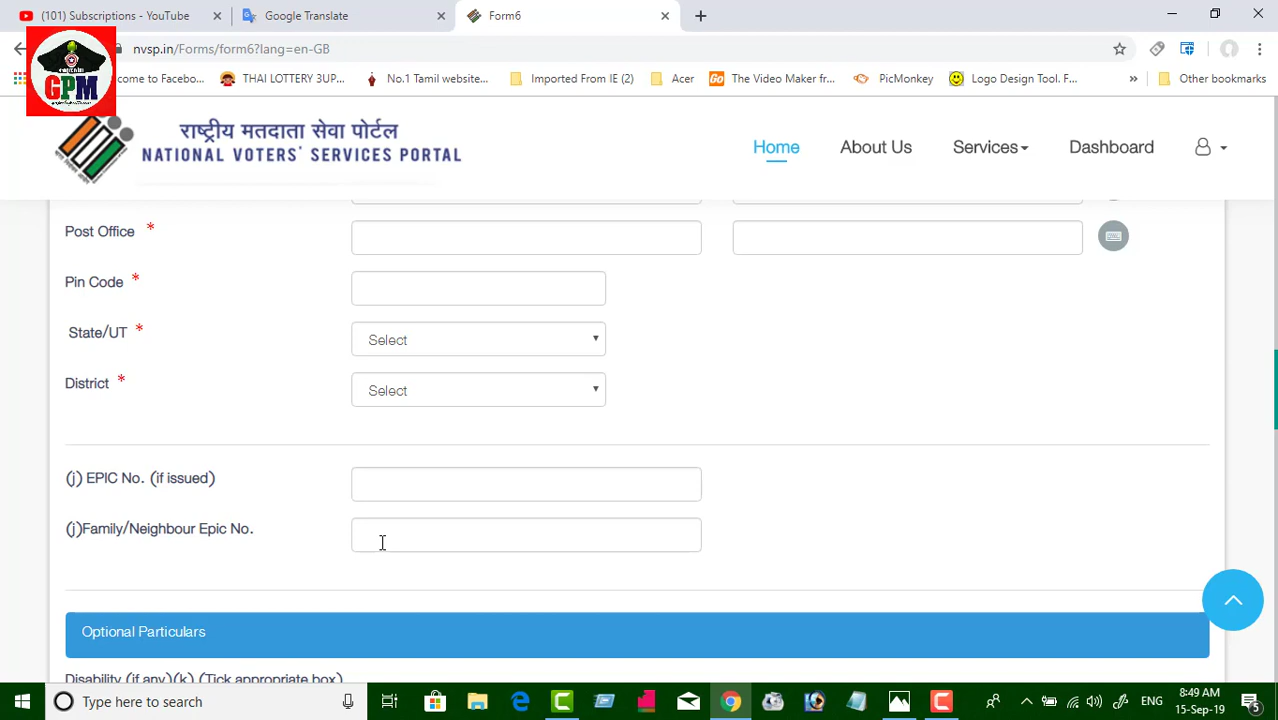 (101) Subscriptions - YouTube
Google Translate
Form6
nvsp.in/Forms/form6?lang=en-GB
GPM
come to Facebo...
THAI LOTTERY 3UP...
No.1 Tamil website...
Imported From IE (2)
Acer
Go
The Video Maker fr...
PicMonkey
Logo Design Tool. F...
»
Other bookmarks
राष्ट्रीय मतदाता सेवा पोर्टल
NATIONAL VOTERS' SERVICES PORTAL
Home
About Us
Services
Dashboard
Post Office *
Pin Code *
State/UT *
Select
District *
Select
(j) EPIC No. (if issued)
(j)Family/Neighbour Epic No.
Optional Particulars
Disability (if any)(k) (Tick appropriate box)
Type here to search
ENG
8:49 AM
15-Sep-19
5